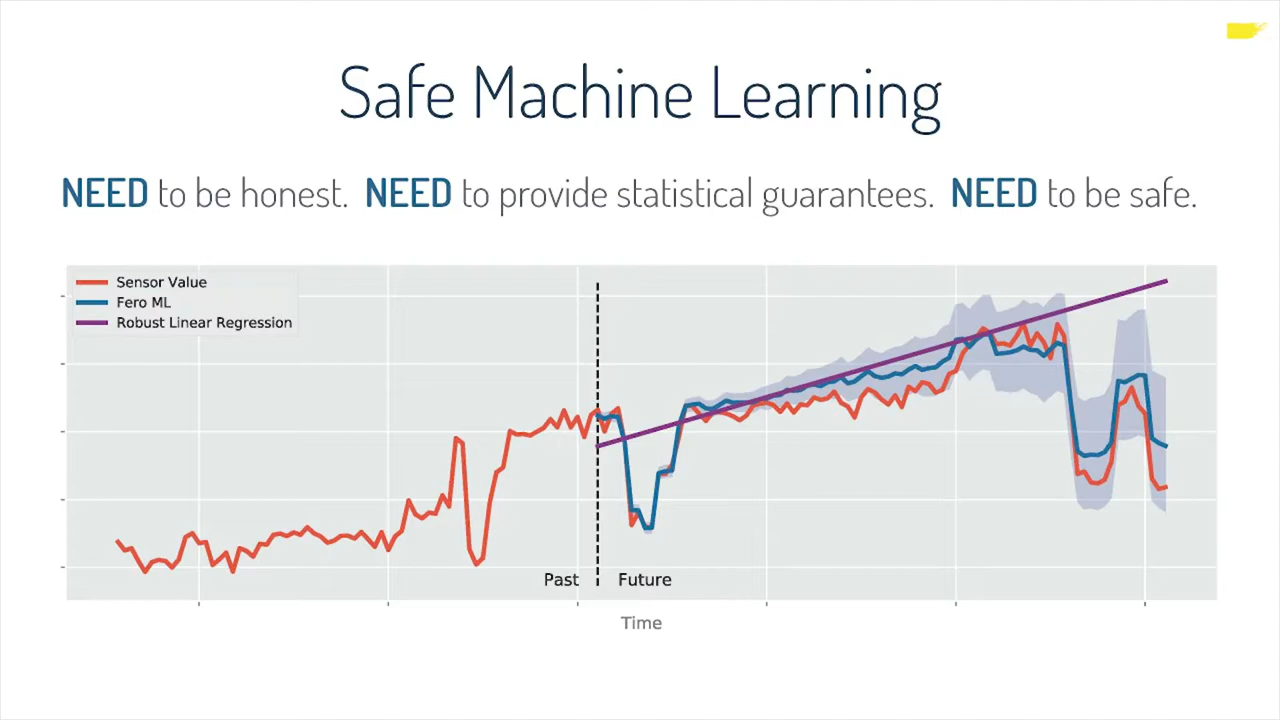 Safe Machine Learning
NEED to be honest. NEED to provide statistical guarantees. NEED to be safe.
Sensor Value
Fero ML
Robust Linear Regression
Past
Future
Time